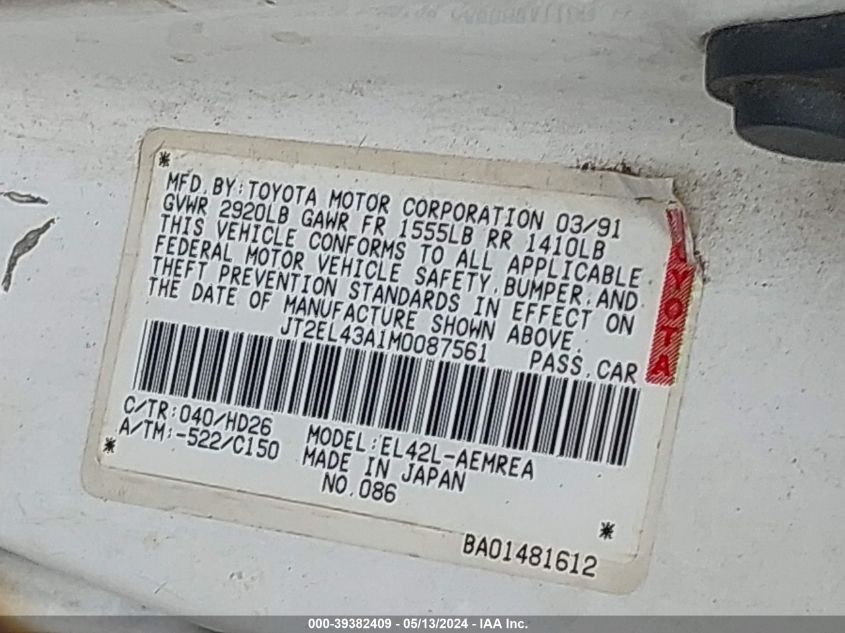 *
MFD. BY: TOYOTA MOTOR CORPORATION 03/91
GVWR 2920LB GAWR FR 1555LB RR 1410LB
THIS VEHICLE CONFORMS TO ALL APPLICABLE
FEDERAL MOTOR VEHICLE SAFETY, BUMPER, AND
THEFT PREVENTION STANDARDS IN EFFECT ON
THE DATE OF MANUFACTURE SHOWN ABOVE.
JT2EL43A1M0087561 PASS. CAR
TOYOTA
C/TR: 040/HD26 MODEL: EL42L-AEMREA
A/TM: -522/C150 MADE IN JAPAN
* NO. 086 *
BA01481612
000-39382409 - 05/13/2024 - IAA Inc.